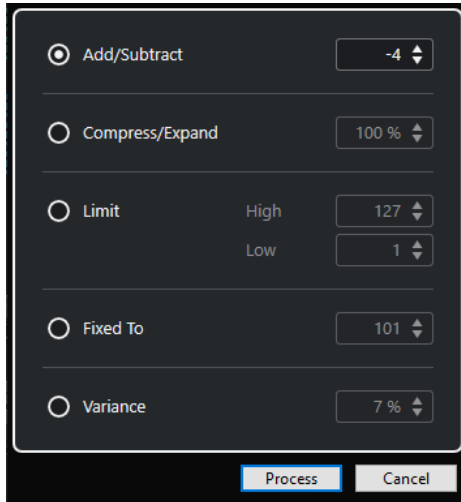 Add/Subtract -4
Compress/Expand 100 %
Limit High 127
Low 1
Fixed To 101
Variance 7 %
Process Cancel